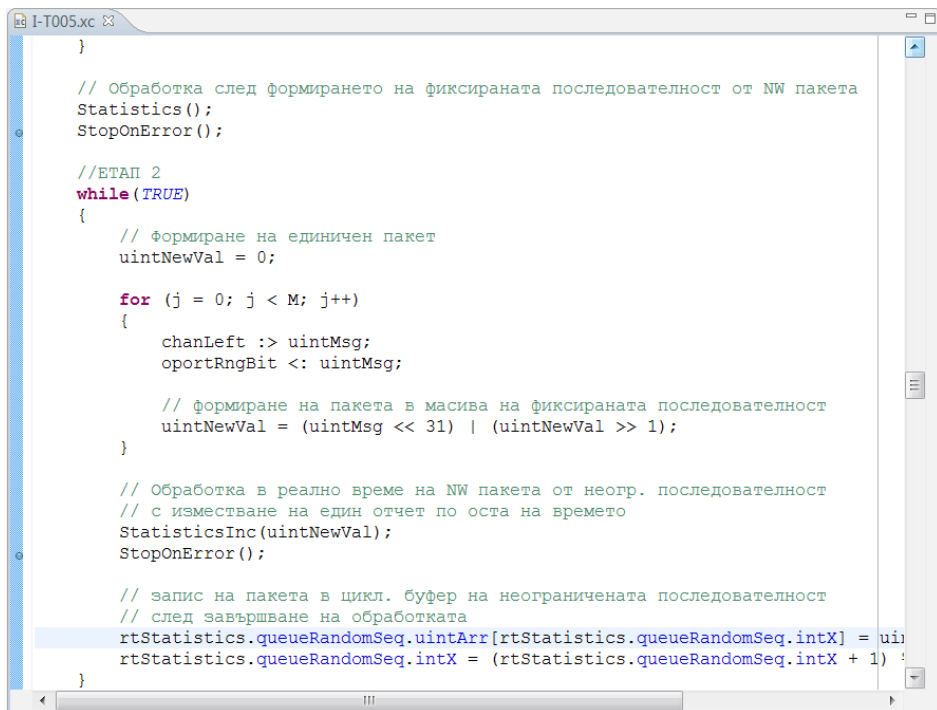 I-T005.xc
}
// Обработка след формирането на фиксираната последователност от NW пакета
Statistics();
StopOnError();
//ЕТАП 2
while(TRUE)
{
// Формиране на единичен пакет
uintNewVal = 0;
for (j = 0; j < M; j++)
{
chanLeft :> uintMsg;
oportRngBit <: uintMsg;
// формиране на пакета в масива на фиксираната последователност
uintNewVal = (uintMsg << 31) | (uintNewVal >> 1);
}
// Обработка в реално време на NW пакета от неогр. последователност
// с изместване на един отчет по оста на времето
StatisticsInc(uintNewVal);
StopOnError();
// запис на пакета в цикл. буфер на неограничената последователност
// след завършване на обработката
rtStatistics.queueRandomSeq.uintArr[rtStatistics.queueRandomSeq.intX] =
rtStatistics.queueRandomSeq.intX = (rtStatistics.queueRandomSeq.intX + 1)
}